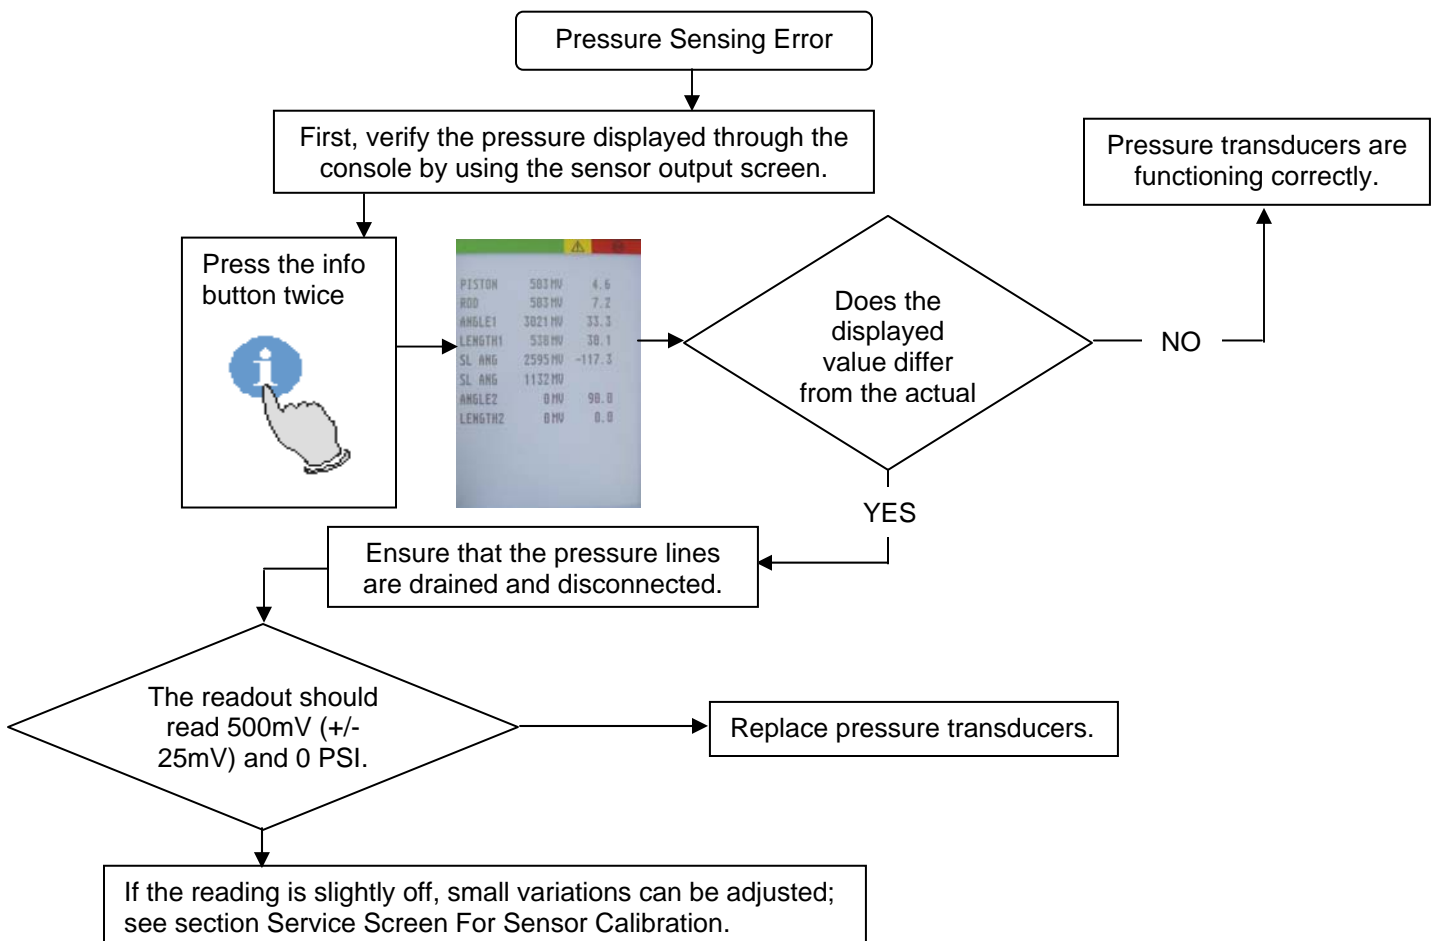 Pressure Sensing Error
First, verify the pressure displayed through the
console by using the sensor output screen.
Pressure transducers are
functioning correctly.
Press the info
button twice
PISTON 503 MV 4.6
ROD 503 MV 7.2
ANGLE1 3021 MV 33.3
LENGTH1 538 MV 30.1
SL ANG 2595 MV -117.3
SL ANG 1132 MV
ANGLE2 0 MV 90.0
LENGTH2 0 MV 0.0
Does the
displayed
value differ
from the actual
NO
YES
Ensure that the pressure lines
are drained and disconnected.
The readout should
read 500mV (+/-
25mV) and 0 PSI.
Replace pressure transducers.
If the reading is slightly off, small variations can be adjusted;
see section Service Screen For Sensor Calibration.